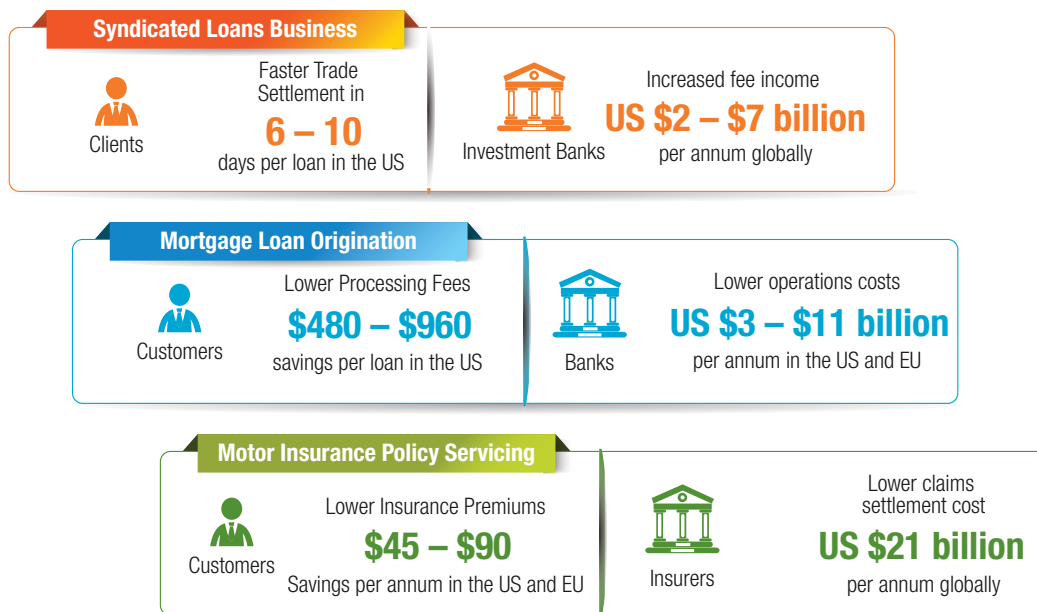 Syndicated Loans Business
Clients
Faster Trade
Settlement in
6 – 10
days per loan in the US
Investment Banks
Increased fee income
US $2 – $7 billion
per annum globally
Mortgage Loan Origination
Customers
Lower Processing Fees
$480 – $960
savings per loan in the US
Banks
Lower operations costs
US $3 – $11 billion
per annum in the US and EU
Motor Insurance Policy Servicing
Customers
Lower Insurance Premiums
$45 – $90
Savings per annum in the US and EU
Insurers
Lower claims
settlement cost
US $21 billion
per annum globally